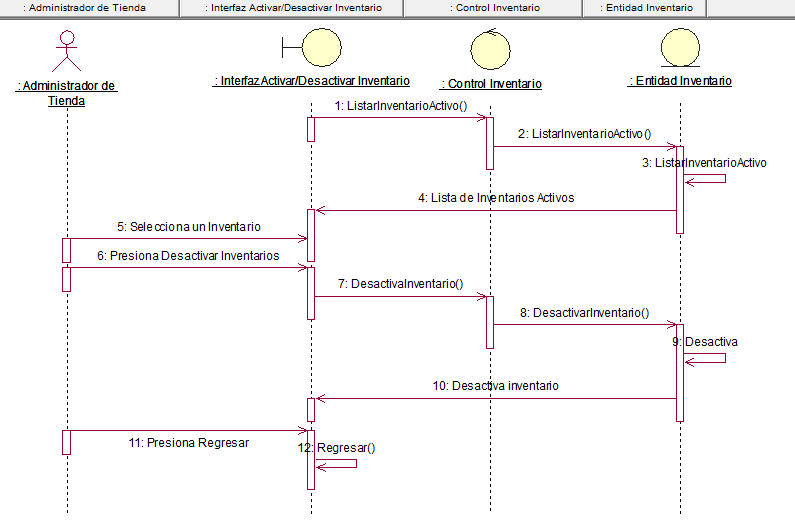 : Administrador de Tienda
: Interfaz Activar/Desactivar Inventario
: Control Inventario
: Entidad Inventario
: Administrador de
Tienda
: Interfaz Activar/Desactivar Inventario
: Control Inventario
: Entidad Inventario
1: ListarInventarioActivo()
2: ListarInventarioActivo()
3: ListarInventarioActivo
4: Lista de Inventarios Activos
5: Selecciona un Inventario
6: Presiona Desactivar Inventarios
7: DesactivaInventario()
8: DesactivarInventario()
9: Desactiva
10: Desactiva inventario
11: Presiona Regresar
12: Regresar()